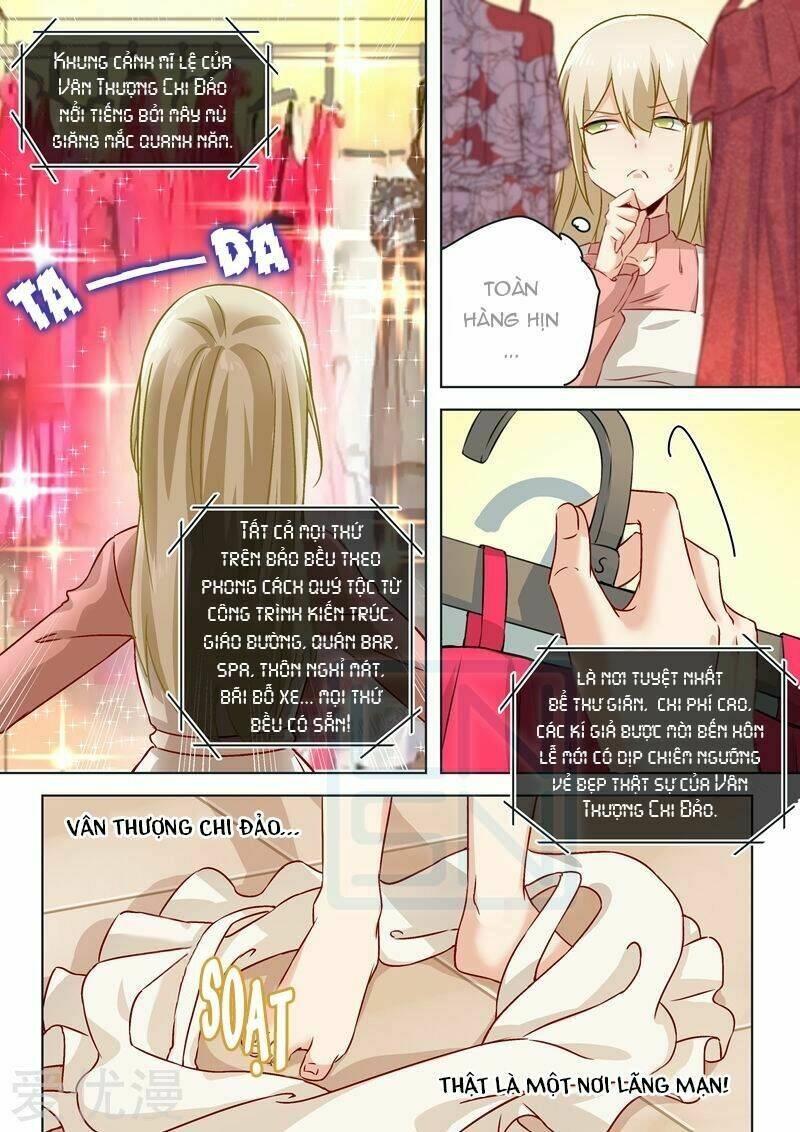 KHUNG CẢNH MĨ LỆ CỦA
VÂN THƯỢNG CHI ĐẢO
NỔI TIẾNG BỞI MÂY MÙ
GIĂNG MẮC QUANH NĂM.
TA — DA
TOÀN
HÀNG HỊN
...
TẤT CẢ MỌI THỨ
TRÊN ĐẢO ĐỀU THEO
PHONG CÁCH QUÝ TỘC TỪ
CÔNG TRÌNH KIẾN TRÚC,
GIÁO ĐƯỜNG, QUÁN BAR,
SPA, THÔN NGHỈ MÁT,
BÃI ĐỖ XE... MỌI THỨ
ĐỀU CÓ SẴN!
LÀ NƠI TUYỆT NHẤT
ĐỂ THƯ GIÃN, CHI PHÍ CAO,
CÁC KÍ GIẢ ĐƯỢC MỜI ĐẾN HÔN
LỄ MỚI CÓ DỊP CHIÊM NGƯỠNG
VẺ ĐẸP THẬT SỰ CỦA VÂN
THƯỢNG CHI ĐẢO.
VÂN THƯỢNG CHI ĐẢO...
SOẠT
THẬT LÀ MỘT NƠI LÃNG MẠN!
爱优漫